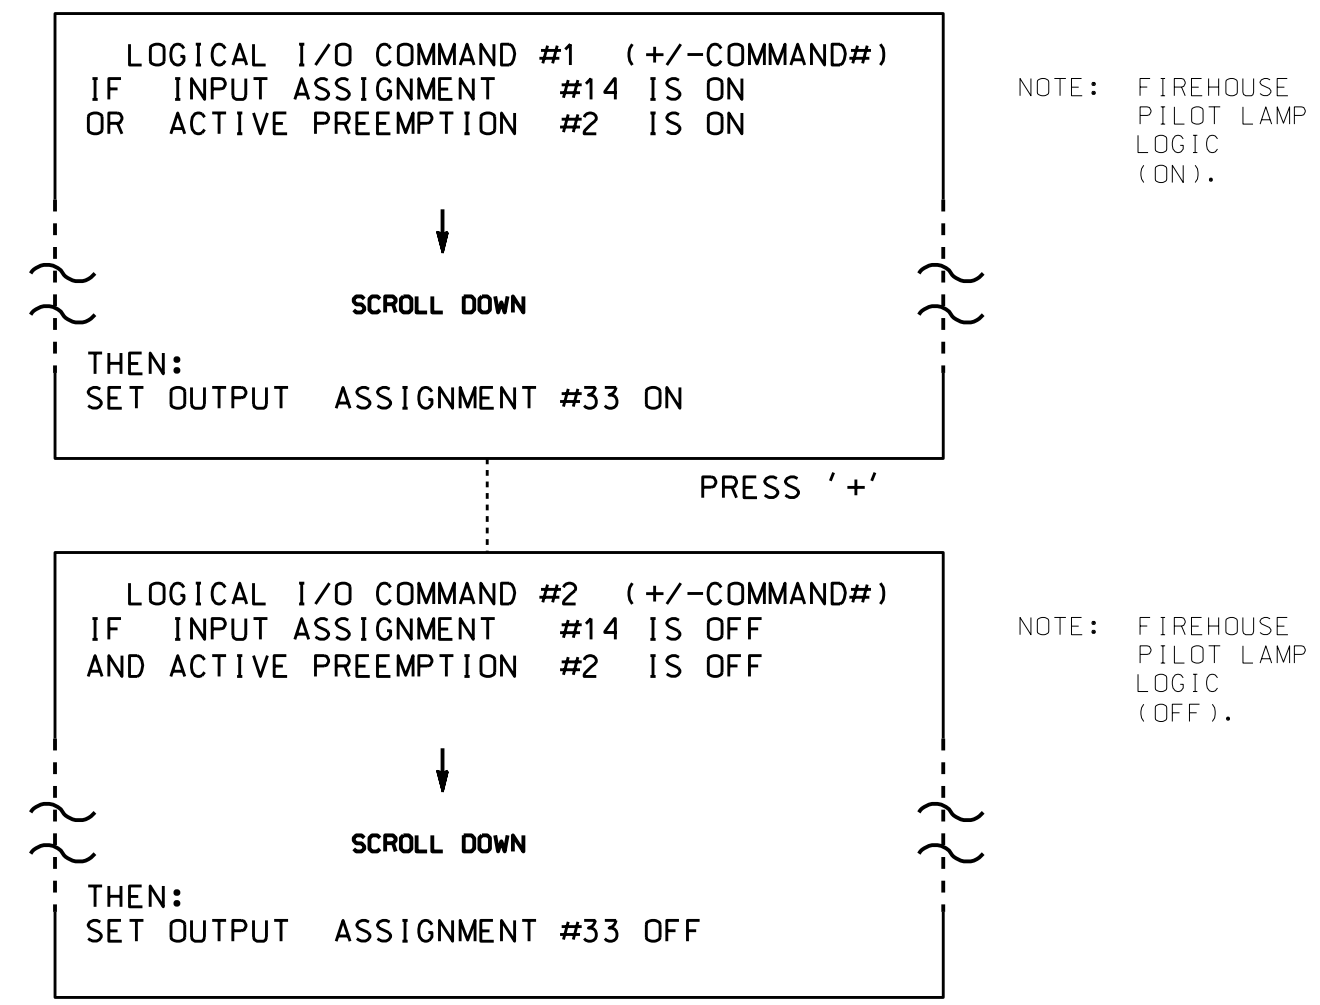 LOGICAL I/O COMMAND #1 (+/-COMMAND#)
IF INPUT ASSIGNMENT #14 IS ON
OR ACTIVE PREEMPTION #2 IS ON
SCROLL DOWN
THEN:
SET OUTPUT ASSIGNMENT #33 ON
NOTE: FIREHOUSE
PILOT LAMP
LOGIC
(ON).
PRESS '+'
LOGICAL I/O COMMAND #2 (+/-COMMAND#)
IF INPUT ASSIGNMENT #14 IS OFF
AND ACTIVE PREEMPTION #2 IS OFF
SCROLL DOWN
THEN:
SET OUTPUT ASSIGNMENT #33 OFF
NOTE: FIREHOUSE
PILOT LAMP
LOGIC
(OFF).